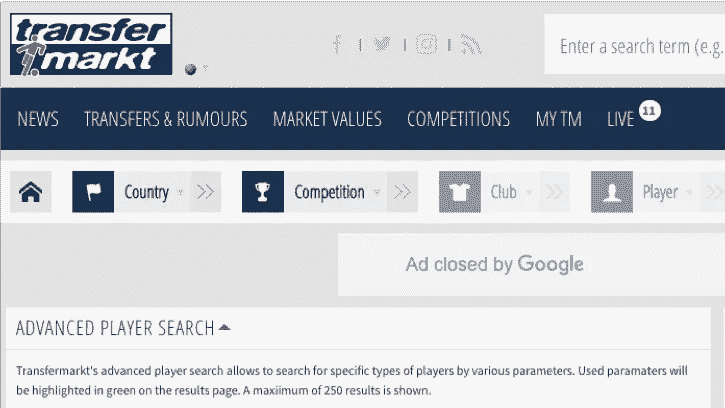 transfer
markt
Enter a search term (e.g.
NEWS TRANSFERS & RUMOURS MARKET VALUES COMPETITIONS MY TM LIVE 11
Country Competition Club Player
Ad closed by Google
ADVANCED PLAYER SEARCH
Transfermarkt's advanced player search allows to search for specific types of players by various parameters. Used paramaters will
be highlighted in green on the results page. A maxiimum of 250 results is shown.